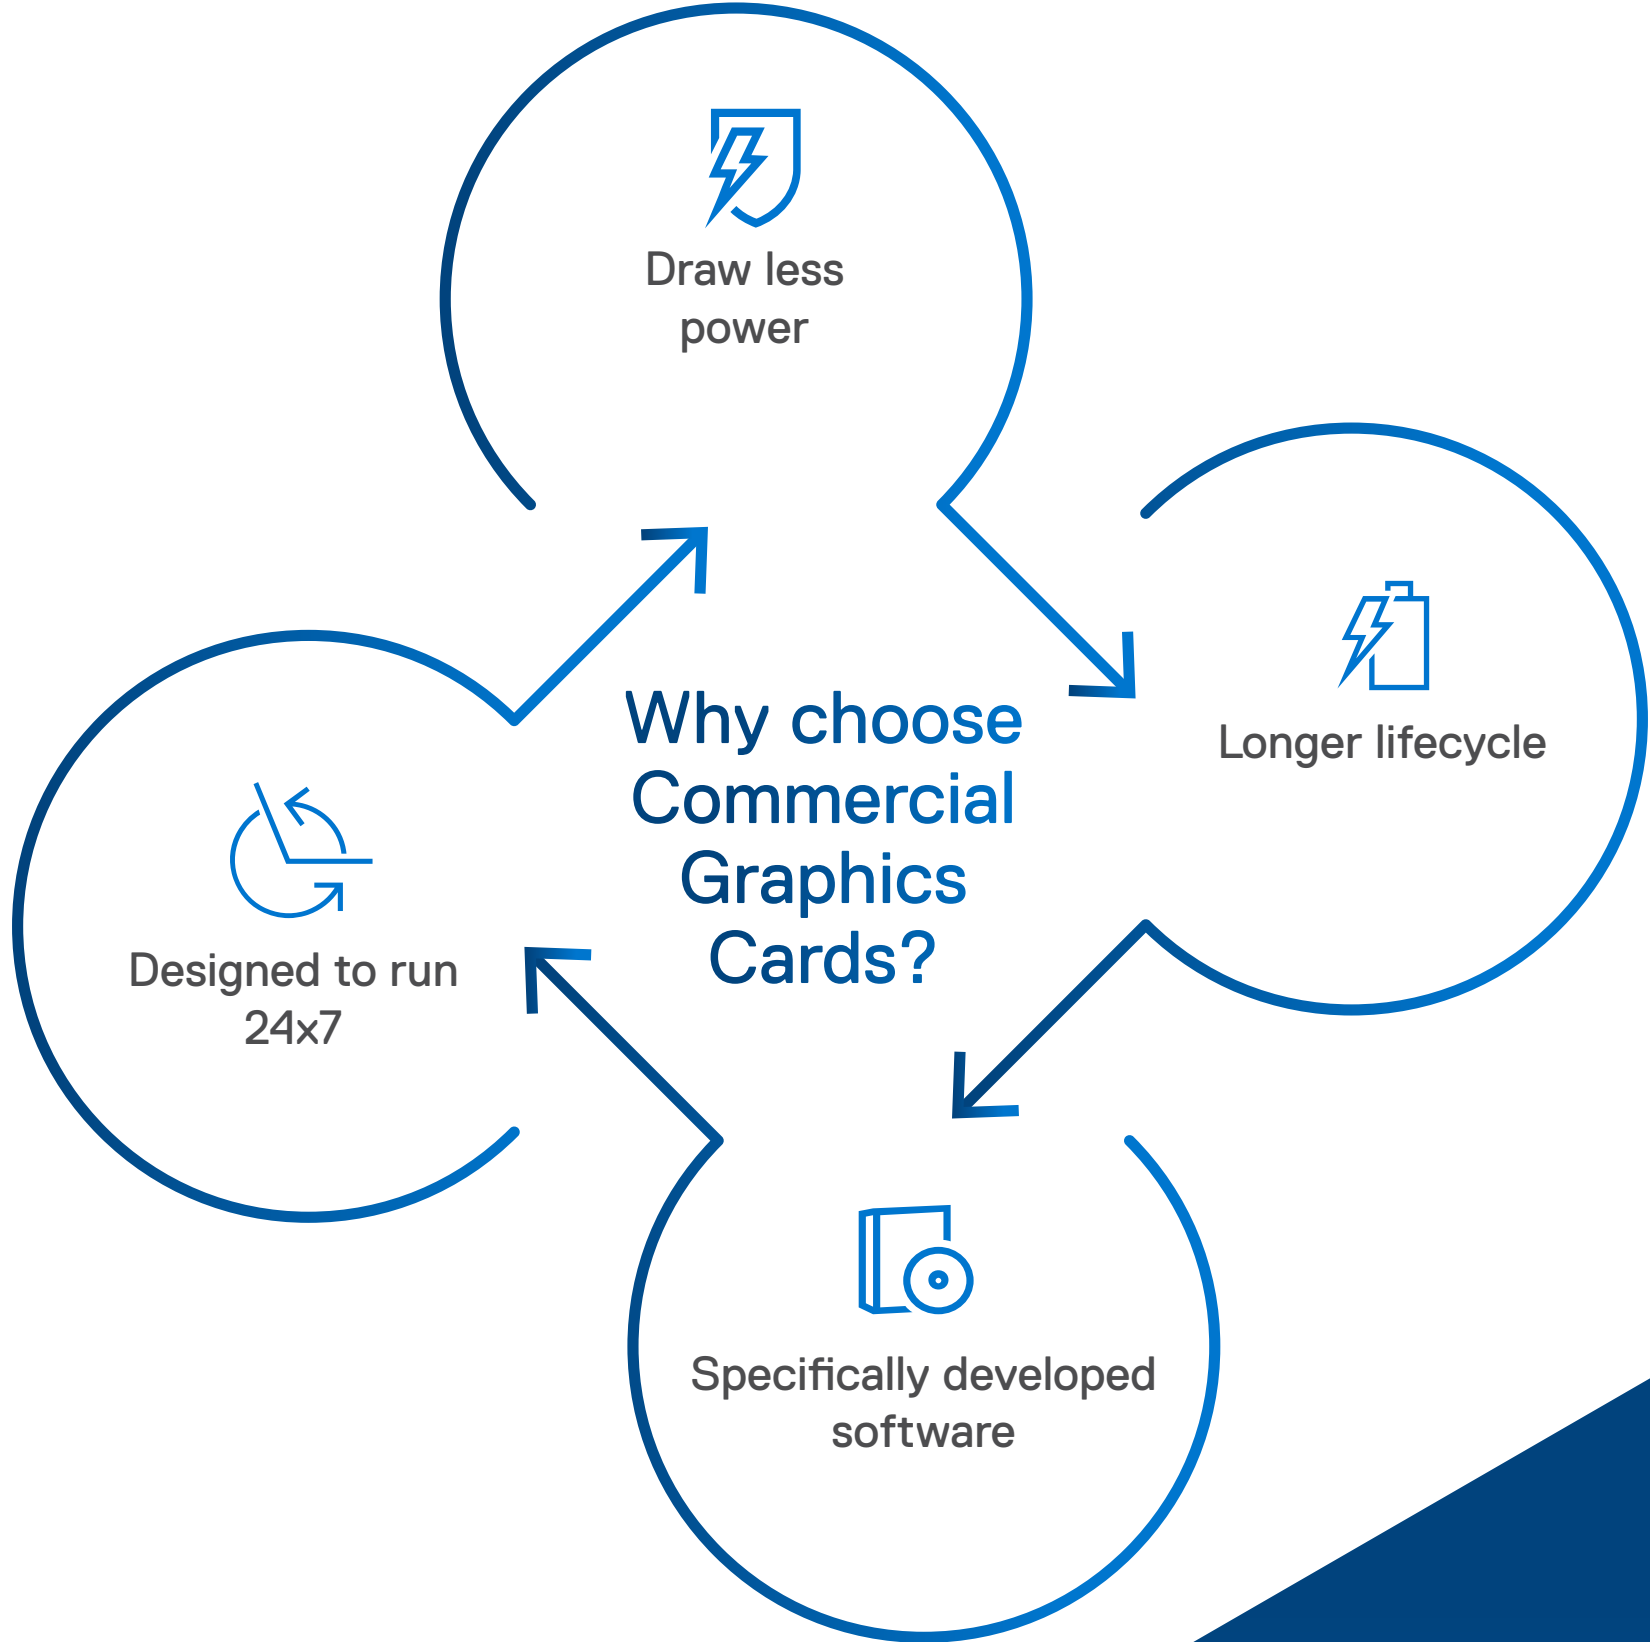 Draw less
power
Longer lifecycle
Why choose
Commercial
Graphics
Cards?
Designed to run
24x7
Specifically developed
software